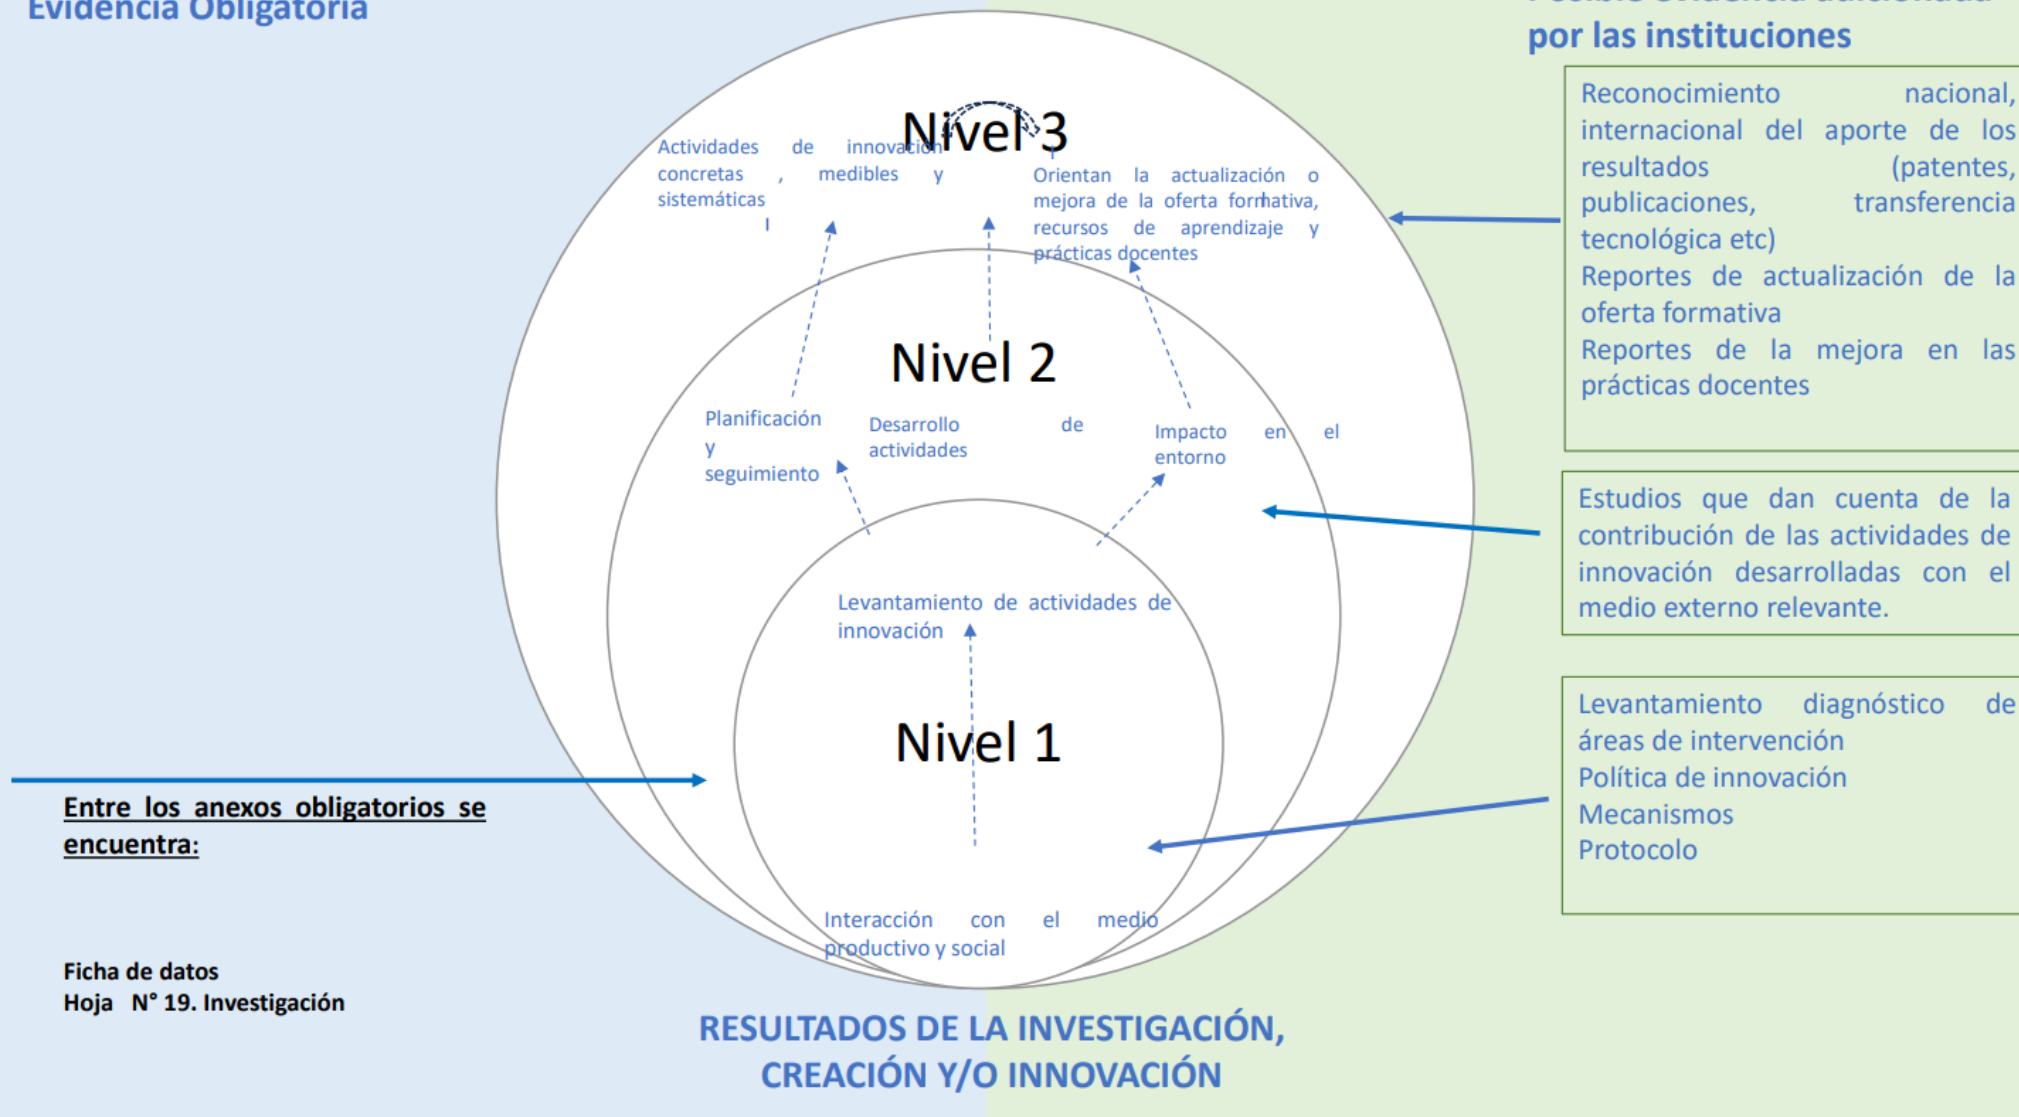 Evidencia Obligatoria
por las instituciones
Nivel 3
Actividades de innovación
concretas , medibles y
sistemáticas
Orientan la actualización o
mejora de la oferta formativa,
recursos de aprendizaje y
prácticas docentes
Nivel 2
Planificación
y
seguimiento
Desarrollo de
actividades
Impacto en el
entorno
Levantamiento de actividades de
innovación
Nivel 1
Interacción con el medio
productivo y social
Reconocimiento nacional,
internacional del aporte de los
resultados (patentes,
publicaciones, transferencia
tecnológica etc)
Reportes de actualización de la
oferta formativa
Reportes de la mejora en las
prácticas docentes
Estudios que dan cuenta de la
contribución de las actividades de
innovación desarrolladas con el
medio externo relevante.
Levantamiento diagnóstico de
áreas de intervención
Política de innovación
Mecanismos
Protocolo
Entre los anexos obligatorios se
encuentra:
Ficha de datos
Hoja N° 19. Investigación
RESULTADOS DE LA INVESTIGACIÓN,
CREACIÓN Y/O INNOVACIÓN